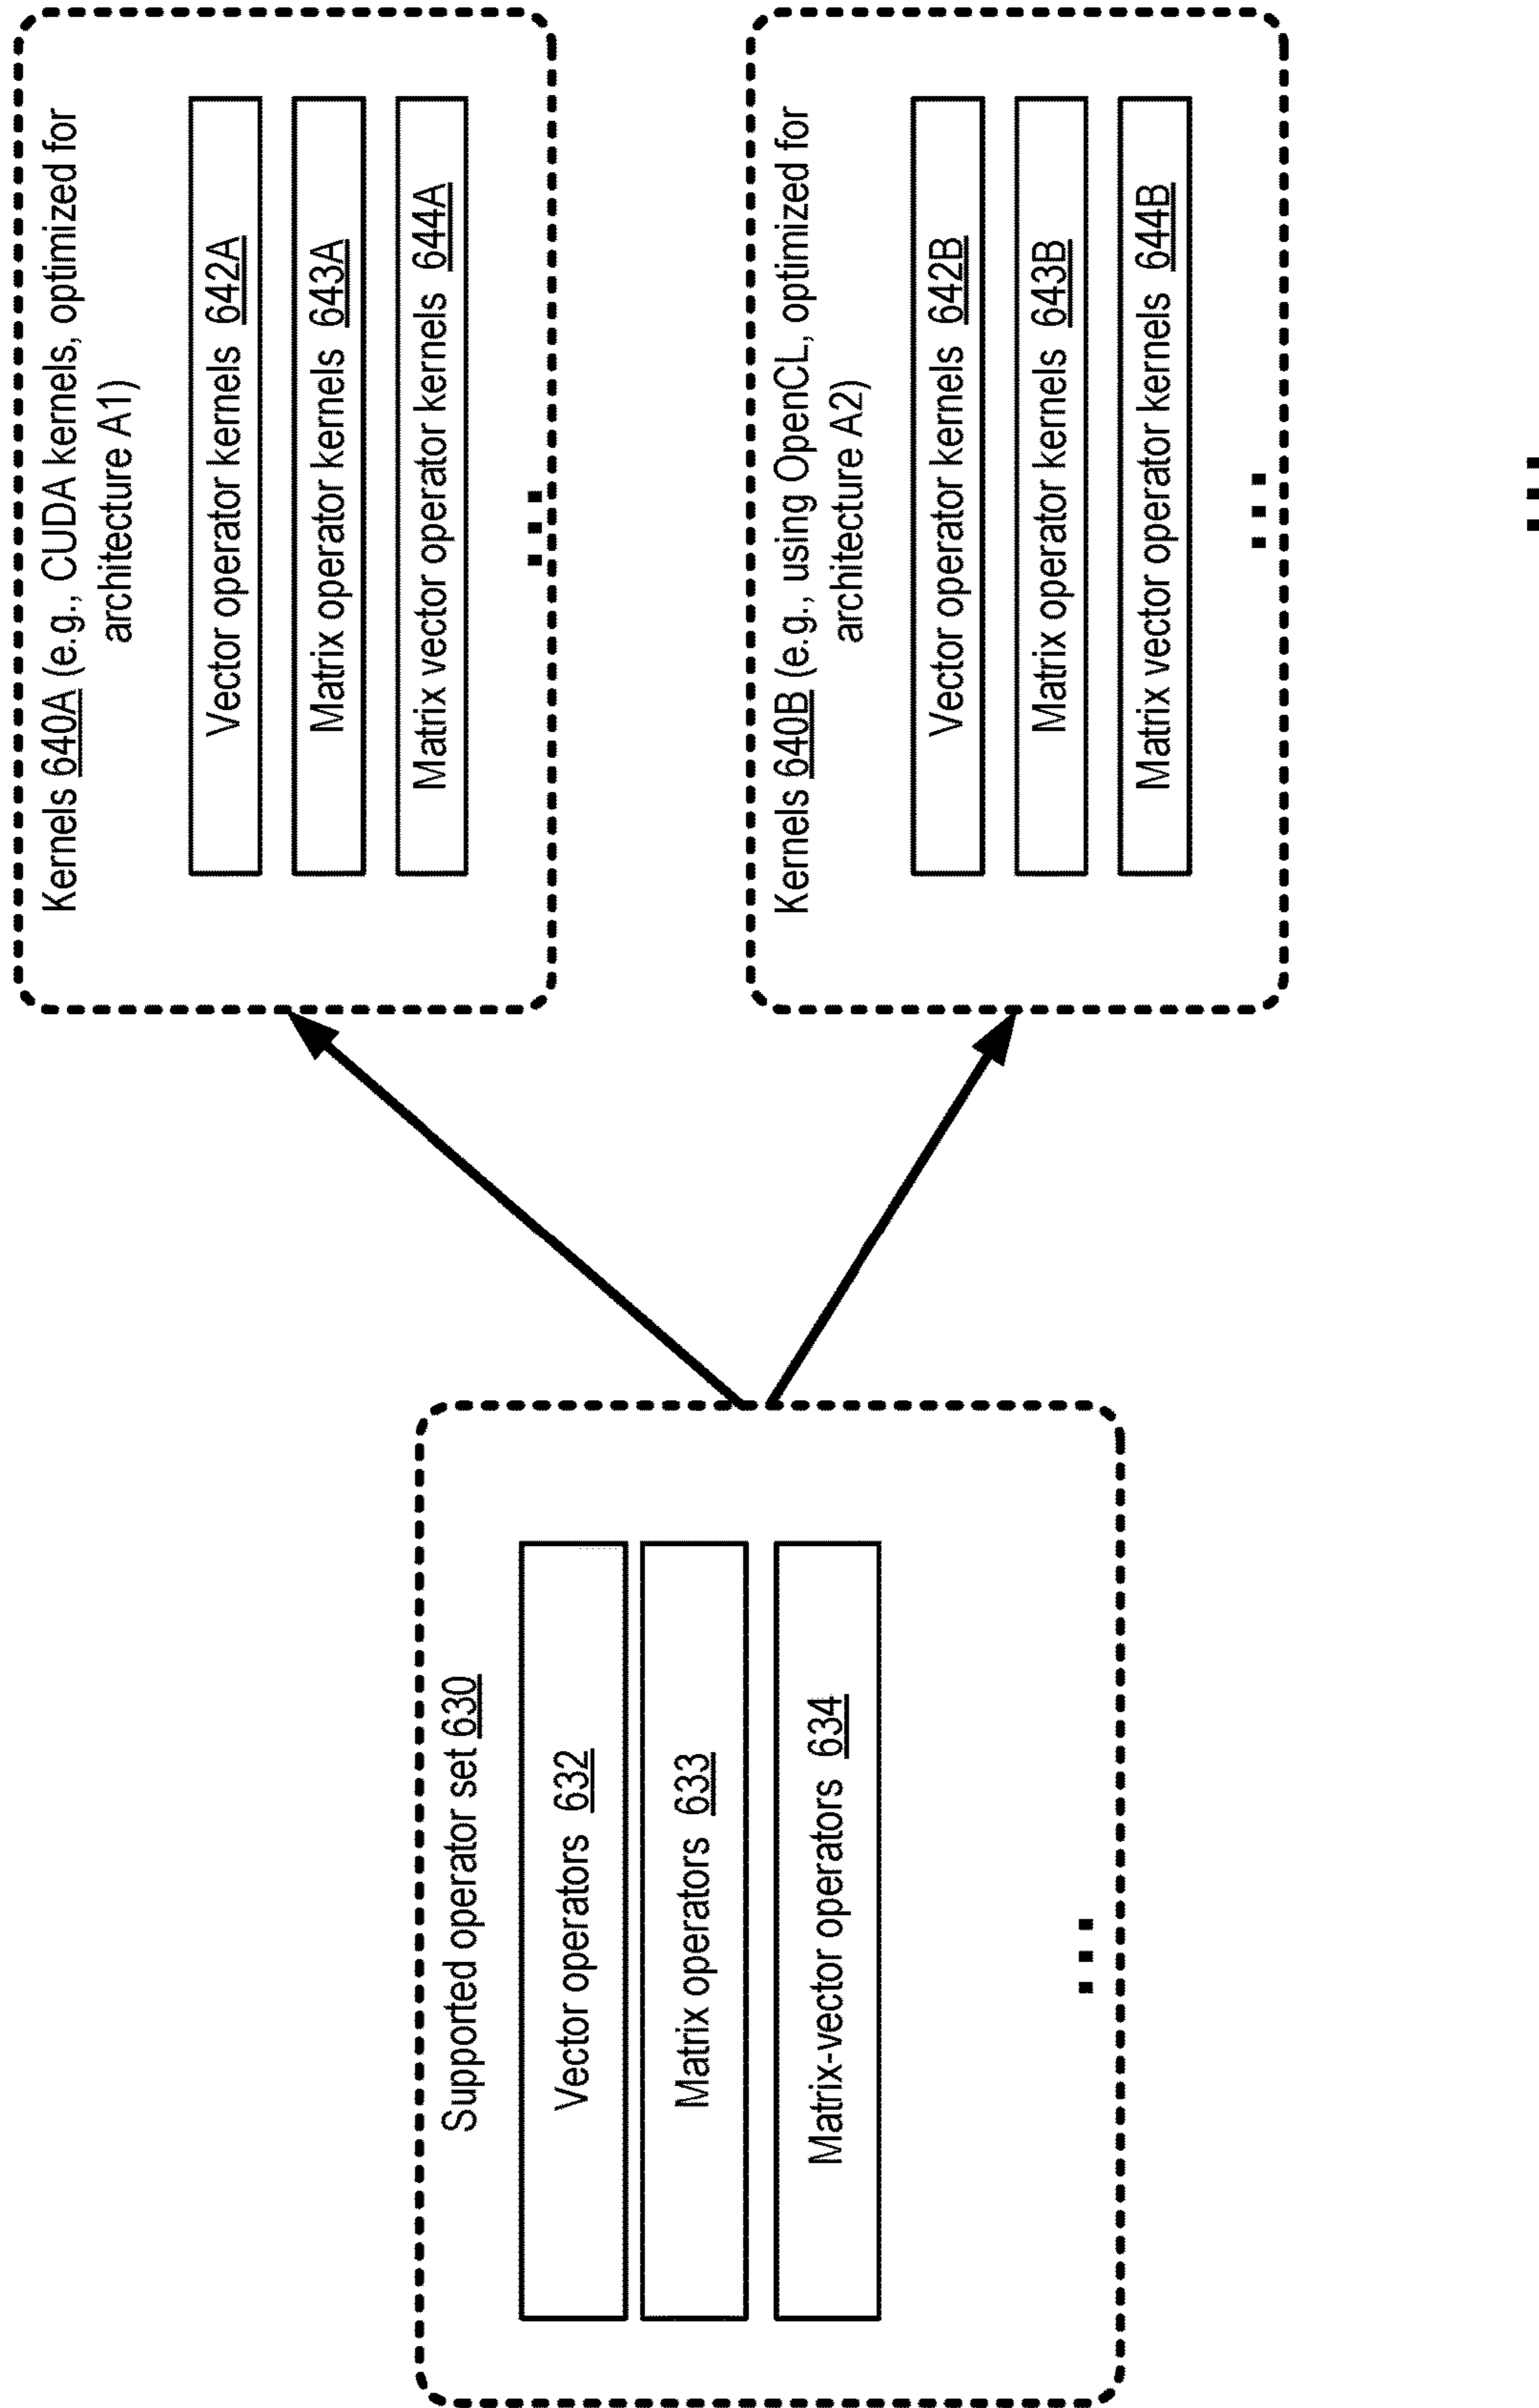 Supported operator set 630
Vector operators 632
Matrix operators 633
Matrix-vector operators 634
Kernels 640A (e.g., CUDA kernels, optimized for
architecture A1)
Vector operator kernels 642A
Matrix operator kernels 643A
Matrix vector operator kernels 644A
Kernels 640B (e.g., using OpenCL, optimized for
architecture A2)
Vector operator kernels 642B
Matrix operator kernels 643B
Matrix vector operator kernels 644B